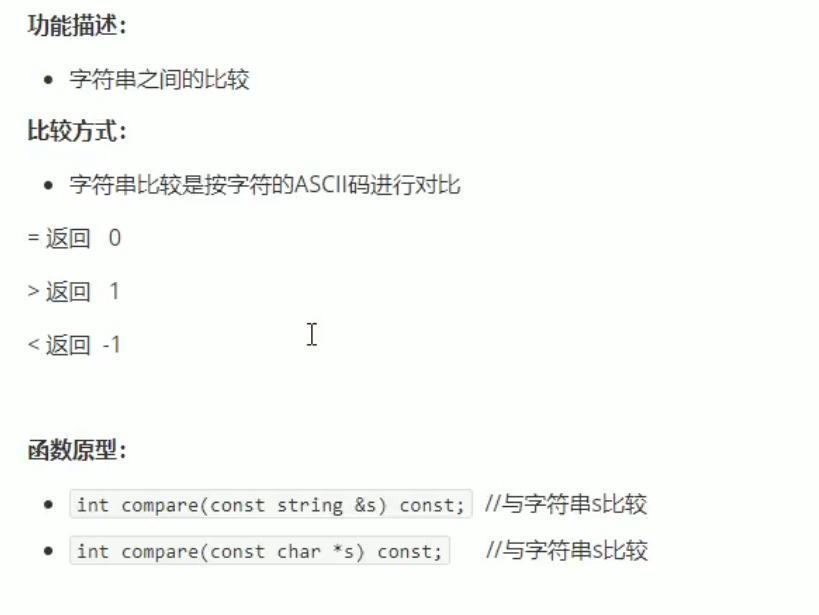 功能描述：
• 字符串之间的比较
比较方式：
• 字符串比较是按字符的ASCII码进行对比
= 返回 0
> 返回 1
< 返回 -1
函数原型：
• int compare(const string &s) const; //与字符串s比较
• int compare(const char *s) const; //与字符串s比较